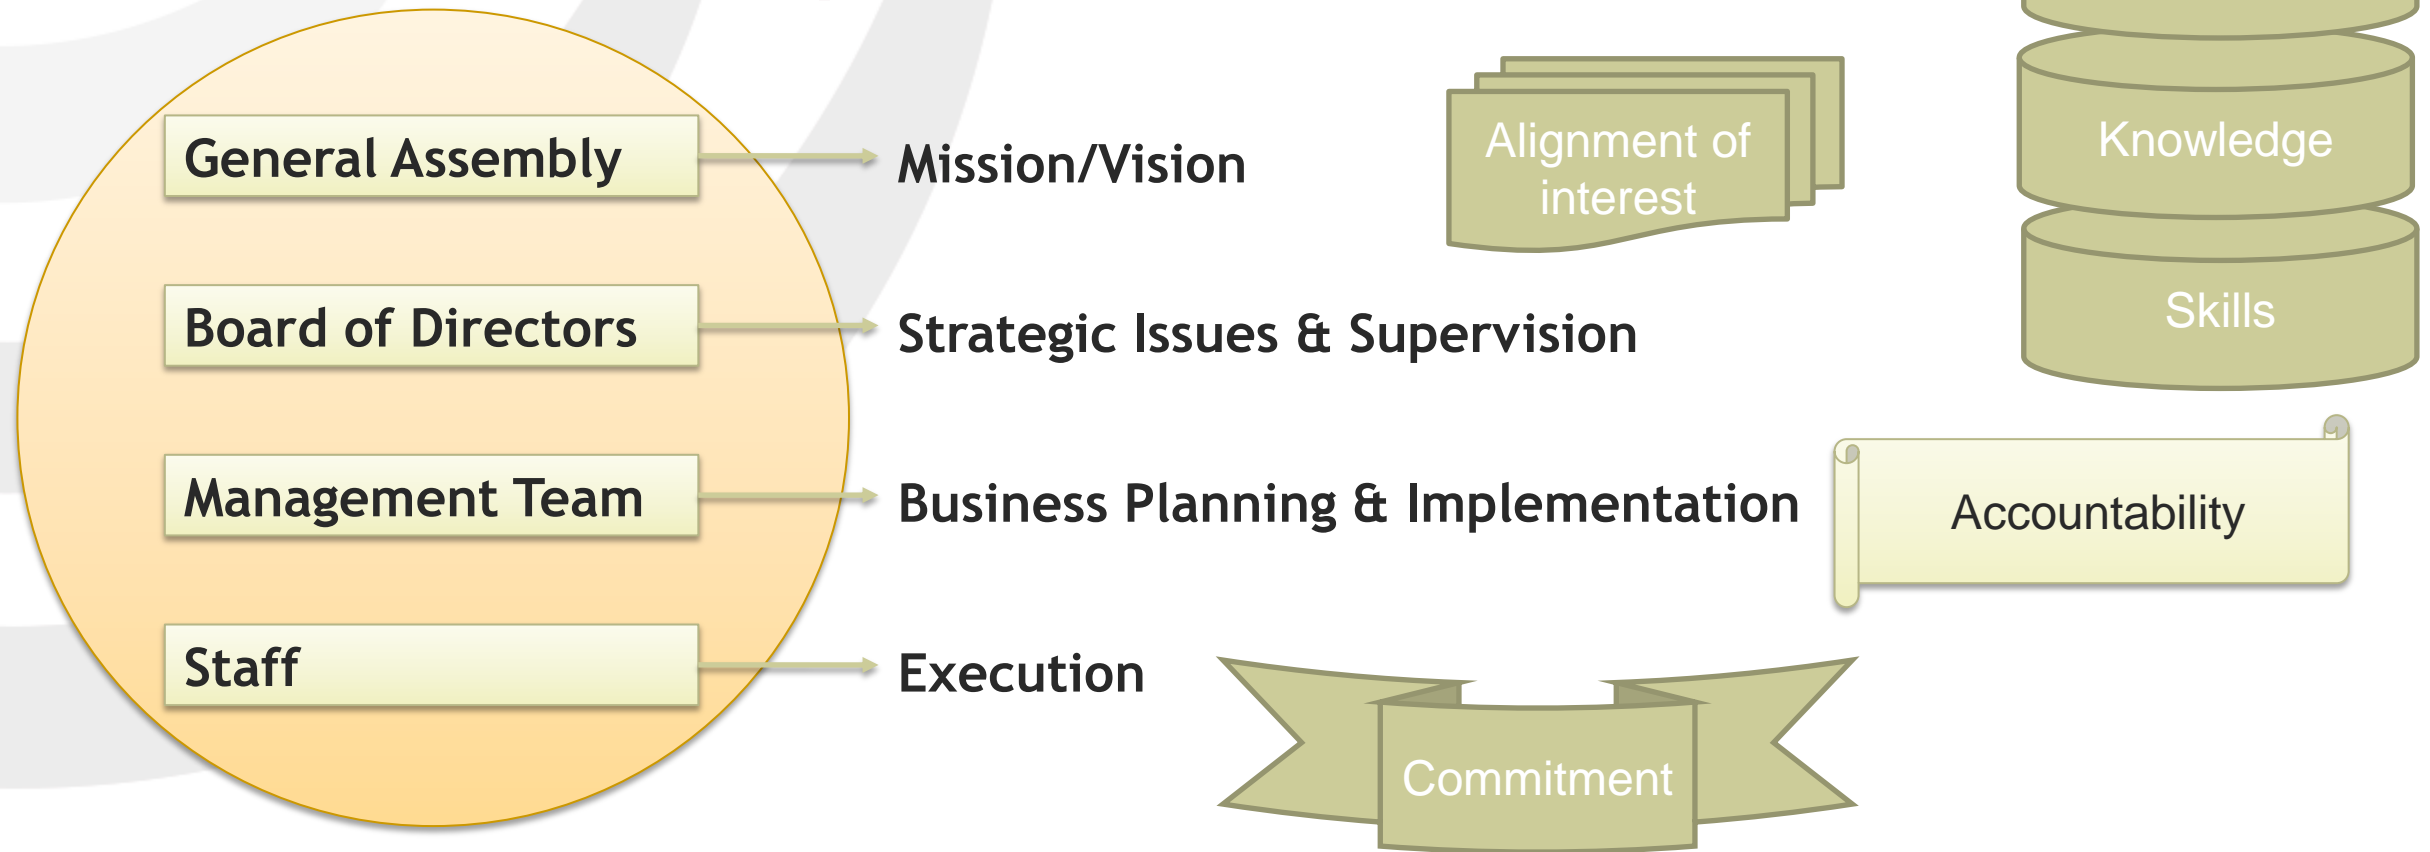 General Assembly
Mission/Vision
Alignment of
interest
Knowledge
Skills
Board of Directors
Strategic Issues & Supervision
Management Team
Business Planning & Implementation
Accountability
Staff
Execution
Commitment